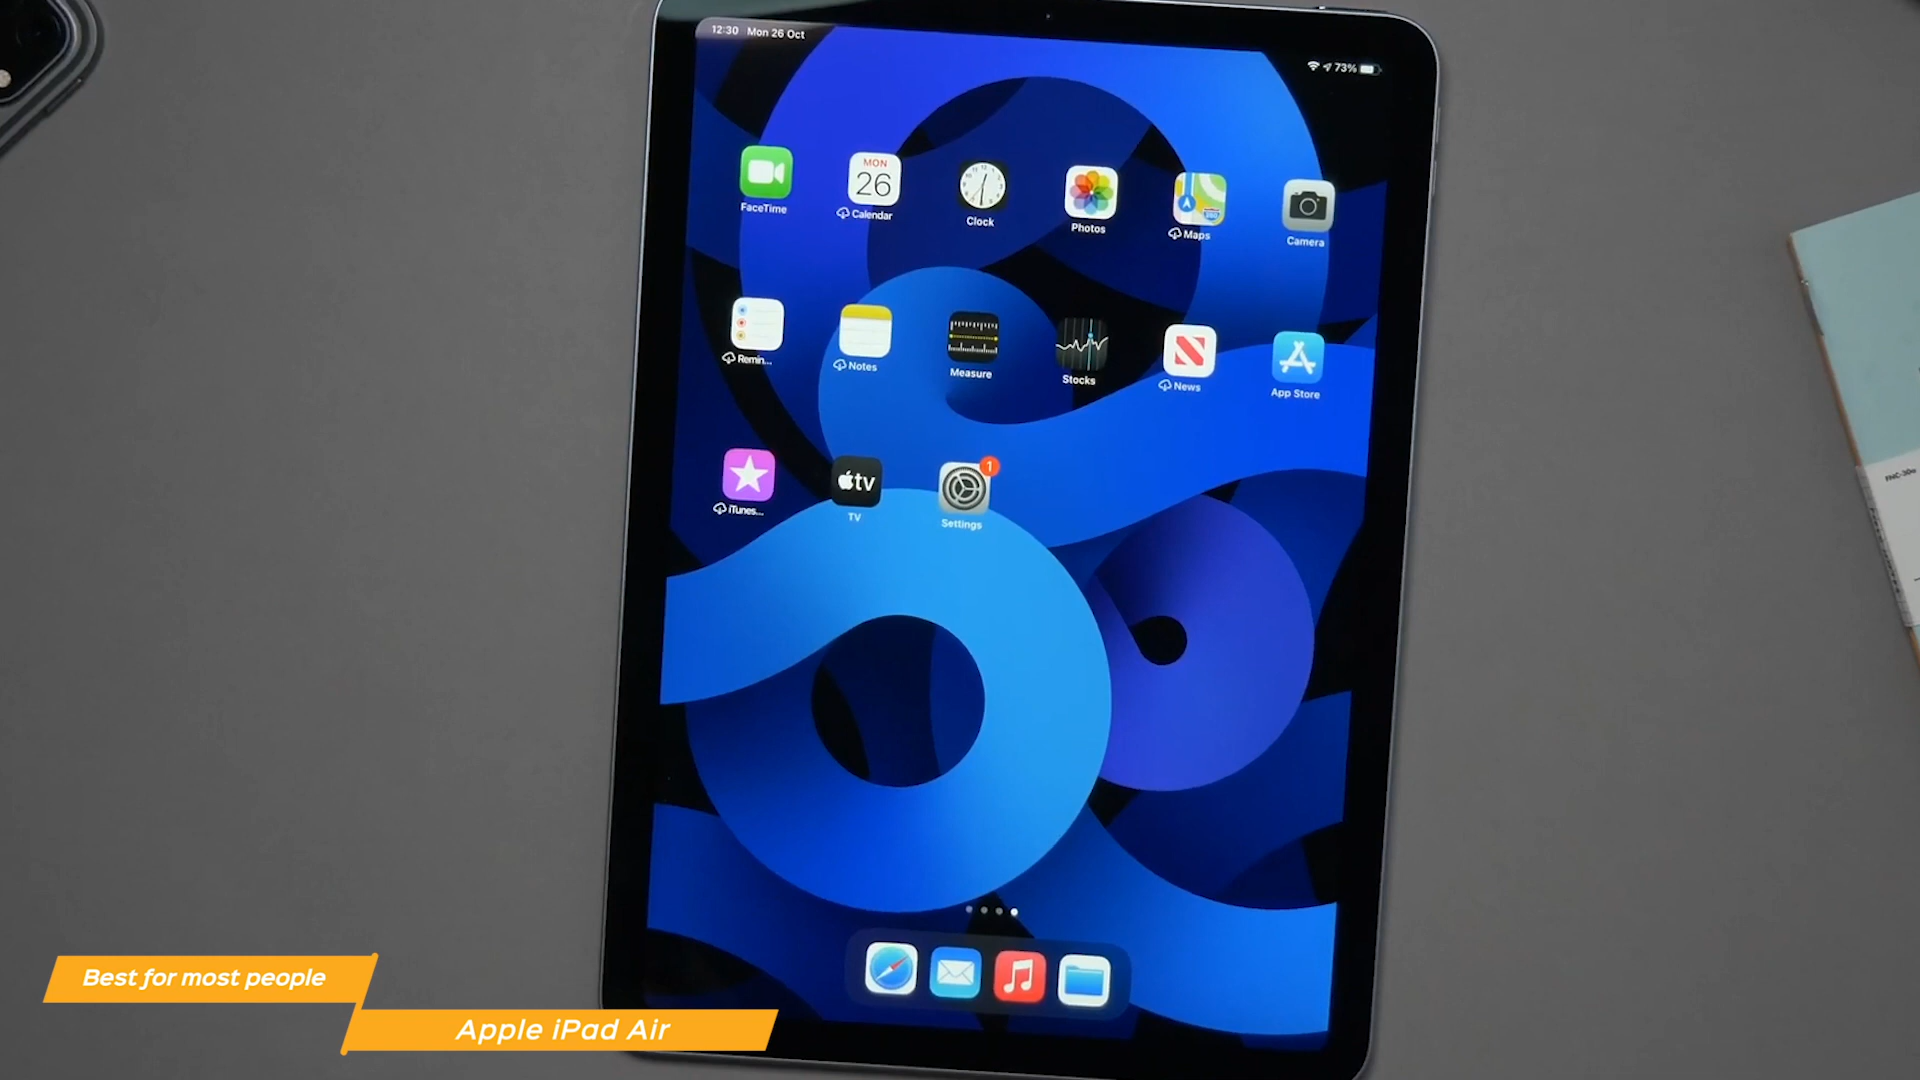 12:30 Mon 26 Oct
73%
MON
26
FaceTime
Calendar
Clock
Photos
Maps
Camera
Remin...
Notes
Measure
Stocks
News
App Store
iTunes...
tv
TV
1
Settings
Best for most people
Apple iPad Air